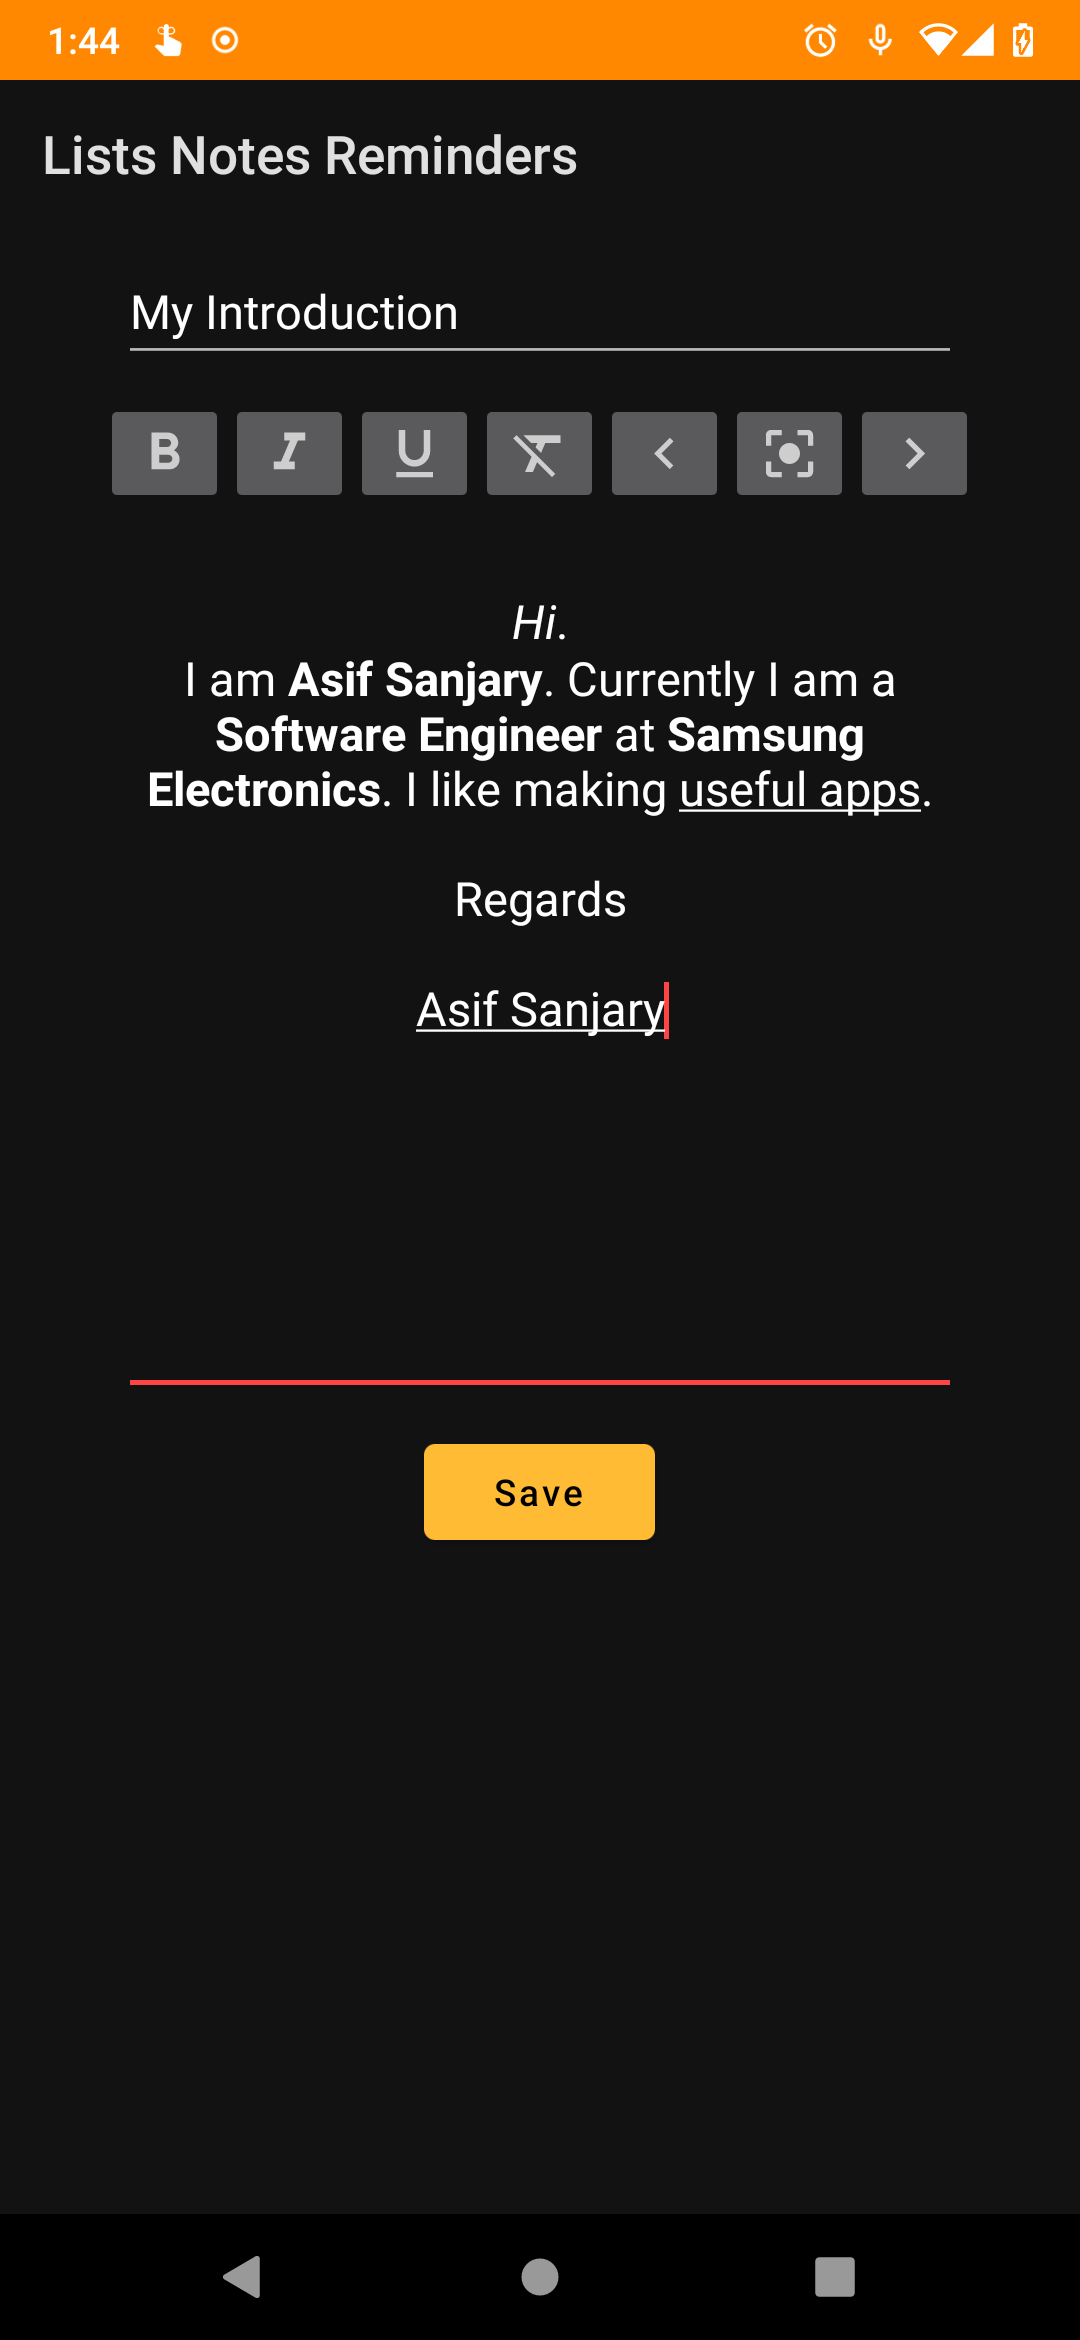 1:44
Lists Notes Reminders
My Introduction
B I U
Hi.
I am Asif Sanjary. Currently I am a
Software Engineer at Samsung
Electronics. I like making useful apps.
Regards
Asif Sanjary
Save